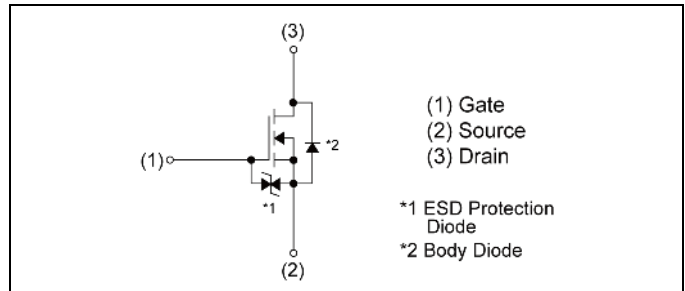 (3)
(1) Gate
(2) Source
*2
(1)
(3) Drain
*1
*1 ESD Protection
Diode
*2 Body Diode
(2)